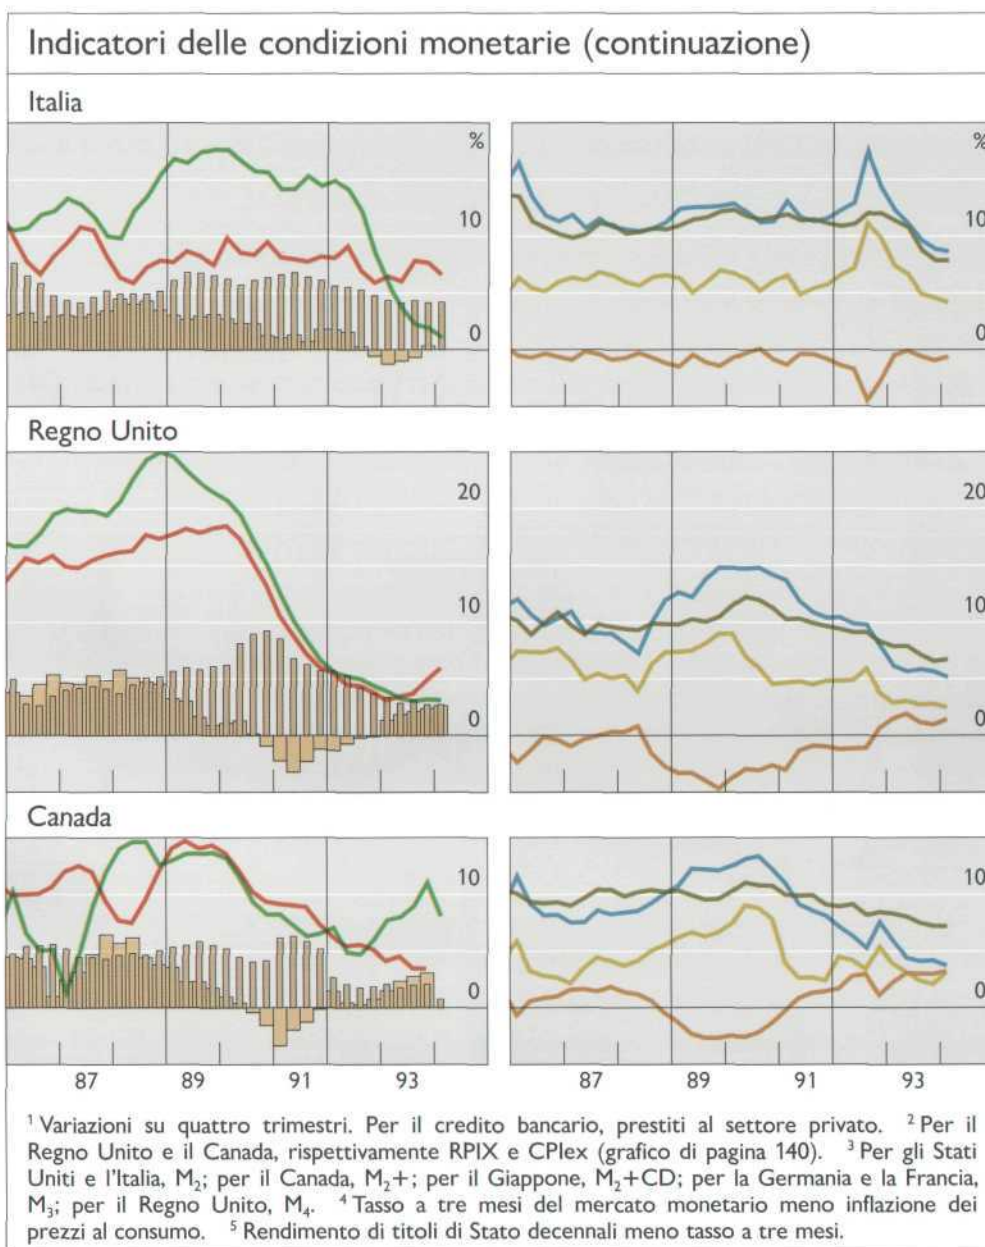 Indicatori delle condizioni monetarie (continuazione)
Italia
%
10
0
%
10
0
Regno Unito
20
10
0
20
10
0
Canada
10
0
10
0
87 89 91 93
87 89 91 93
¹ Variazioni su quattro trimestri. Per il credito bancario, prestiti al settore privato. ² Per il
Regno Unito e il Canada, rispettivamente RPIX e CPIex (grafico di pagina 140). ³ Per gli Stati
Uniti e l'Italia, M₂; per il Canada, M₂+; per il Giappone, M₂+CD; per la Germania e la Francia,
M₃; per il Regno Unito, M₄. ⁴ Tasso a tre mesi del mercato monetario meno inflazione dei
prezzi al consumo. ⁵ Rendimento di titoli di Stato decennali meno tasso a tre mesi.